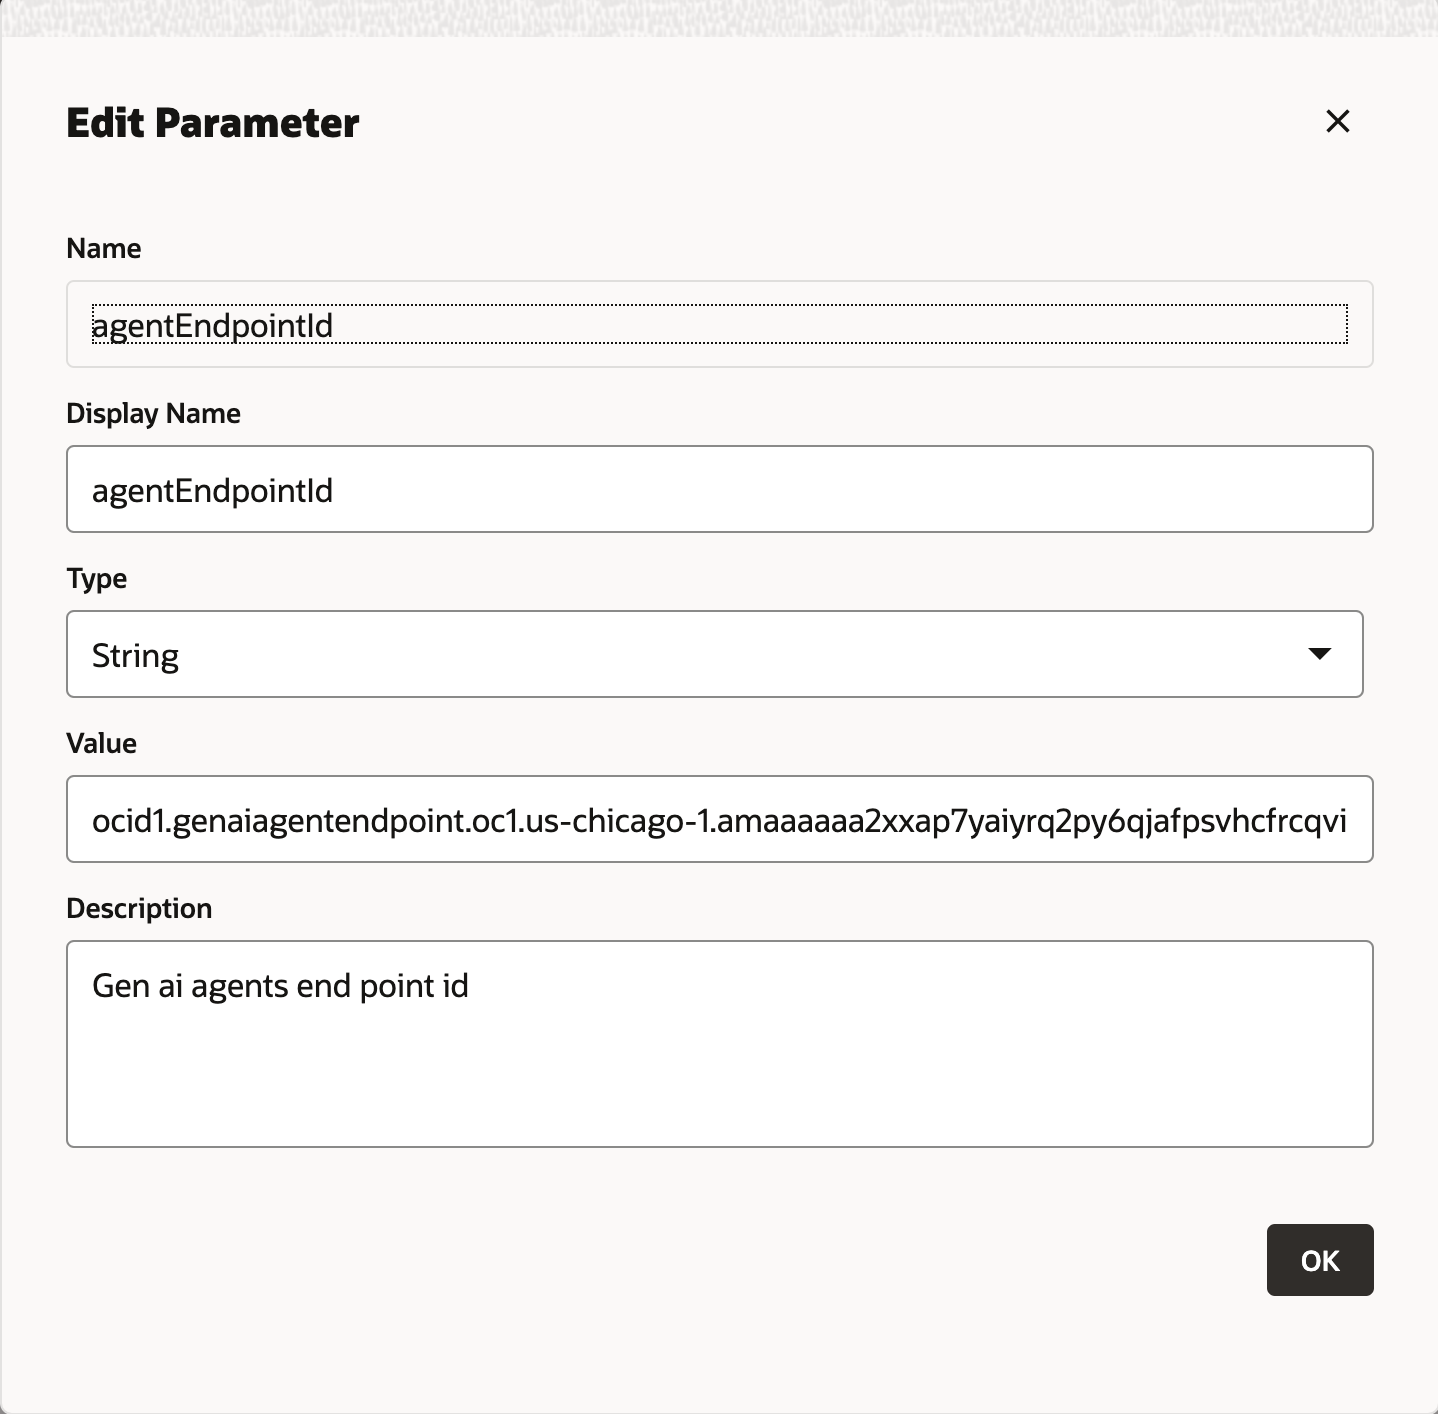 Edit Parameter
Name
agentEndpointId
Display Name
agentEndpointId
Type
String
Value
ocid1.genaiagentendpoint.oc1.us-chicago-1.amaaaaaa2xxap7yaiyrq2py6qjafpsvhcfrcqvi
Description
Gen ai agents end point id
OK